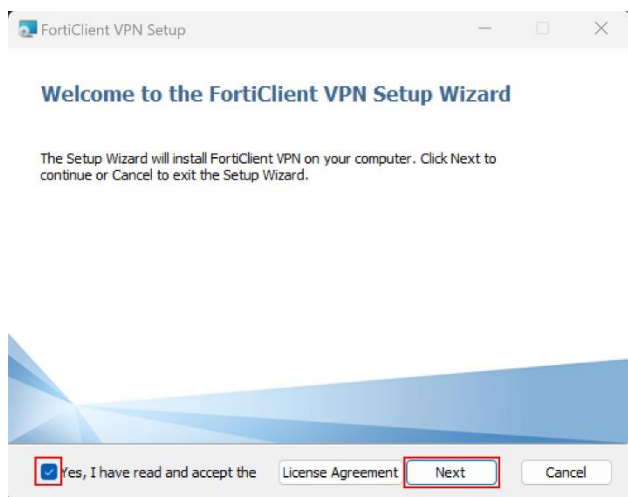 FortiClient VPN Setup
Welcome to the FortiClient VPN Setup Wizard
The Setup Wizard will install FortiClient VPN on your computer. Click Next to
continue or Cancel to exit the Setup Wizard.
Yes, I have read and accept the License Agreement Next Cancel